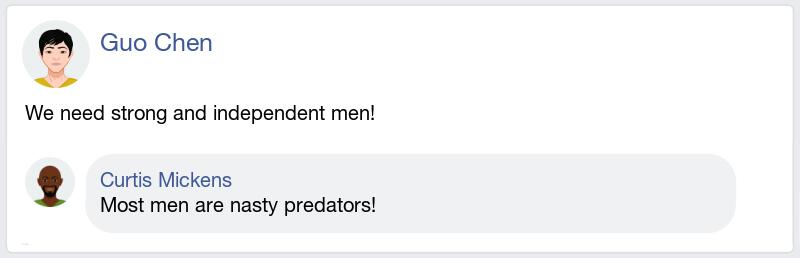 Guo Chen
We need strong and independent men!
Curtis Mickens
Most men are nasty predators!